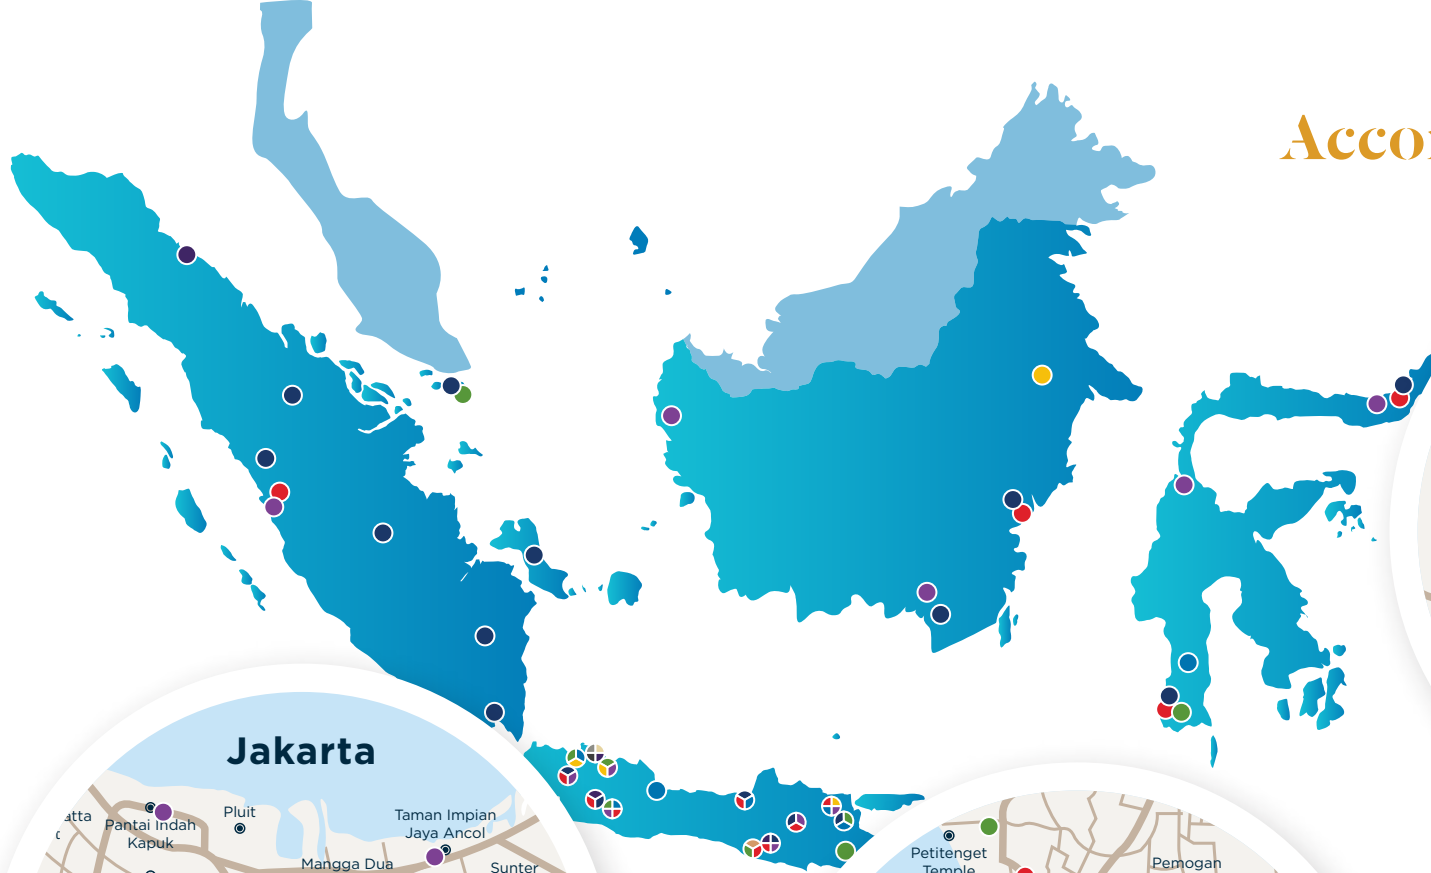 Jakarta
Pantai Indah
Kapuk
Pluit
Taman Impian
Jaya Ancol
Mangga Dua
Sunter
Petitenget
Temple
Pemogan